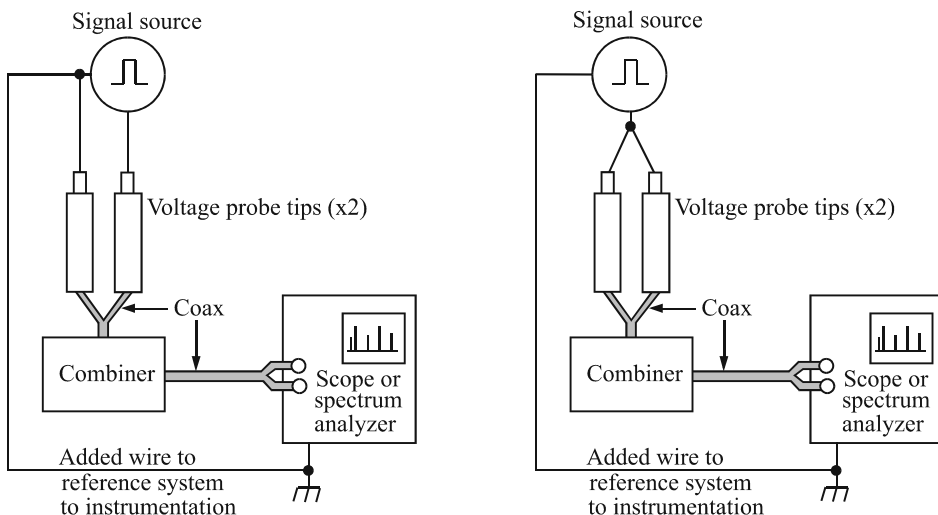 Signal source
Voltage probe tips (x2)
Coax
Combiner
Scope or
spectrum
analyzer
Added wire to
reference system
to instrumentation
Signal source
Voltage probe tips (x2)
Coax
Combiner
Scope or
spectrum
analyzer
Added wire to
reference system
to instrumentation